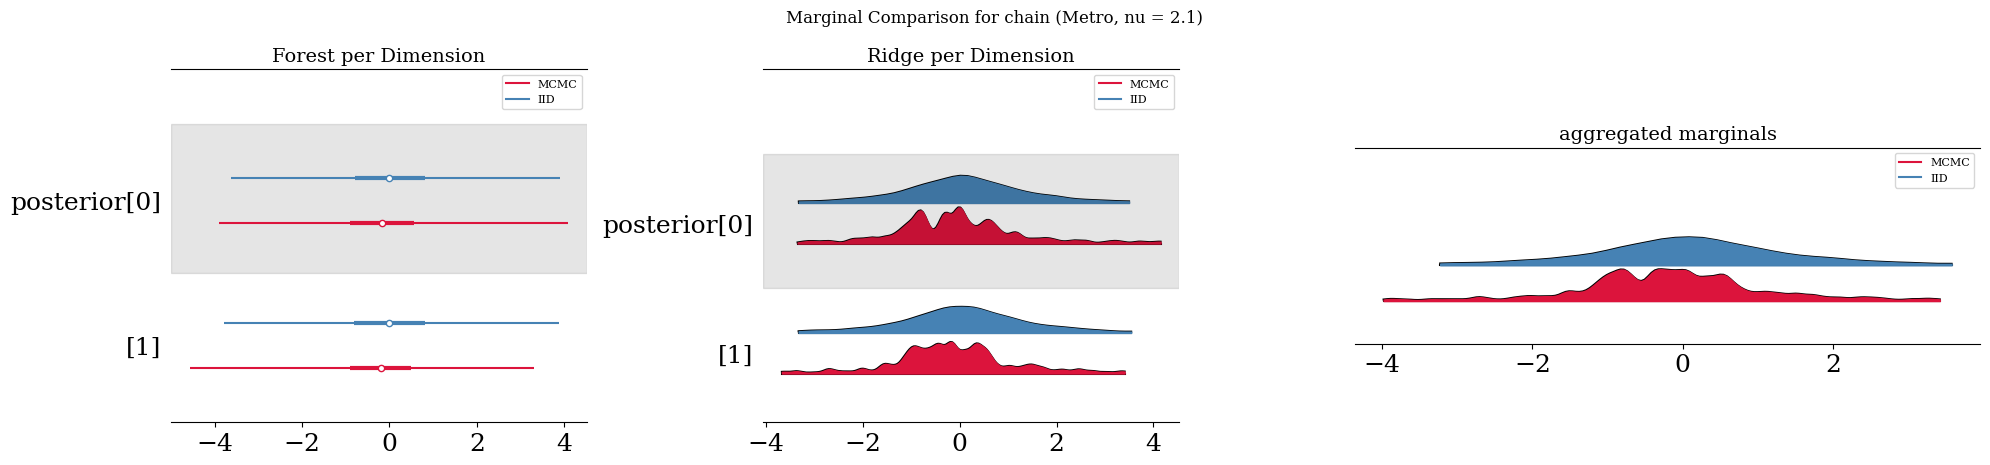 Marginal Comparison for chain (Metro, nu = 2.1)
Forest per Dimension
MCMC
IID
posterior[0]
[1]
−4 −2 0 2 4
Ridge per Dimension
MCMC
IID
posterior[0]
[1]
−4 −2 0 2 4
aggregated marginals
MCMC
IID
−4 −2 0 2